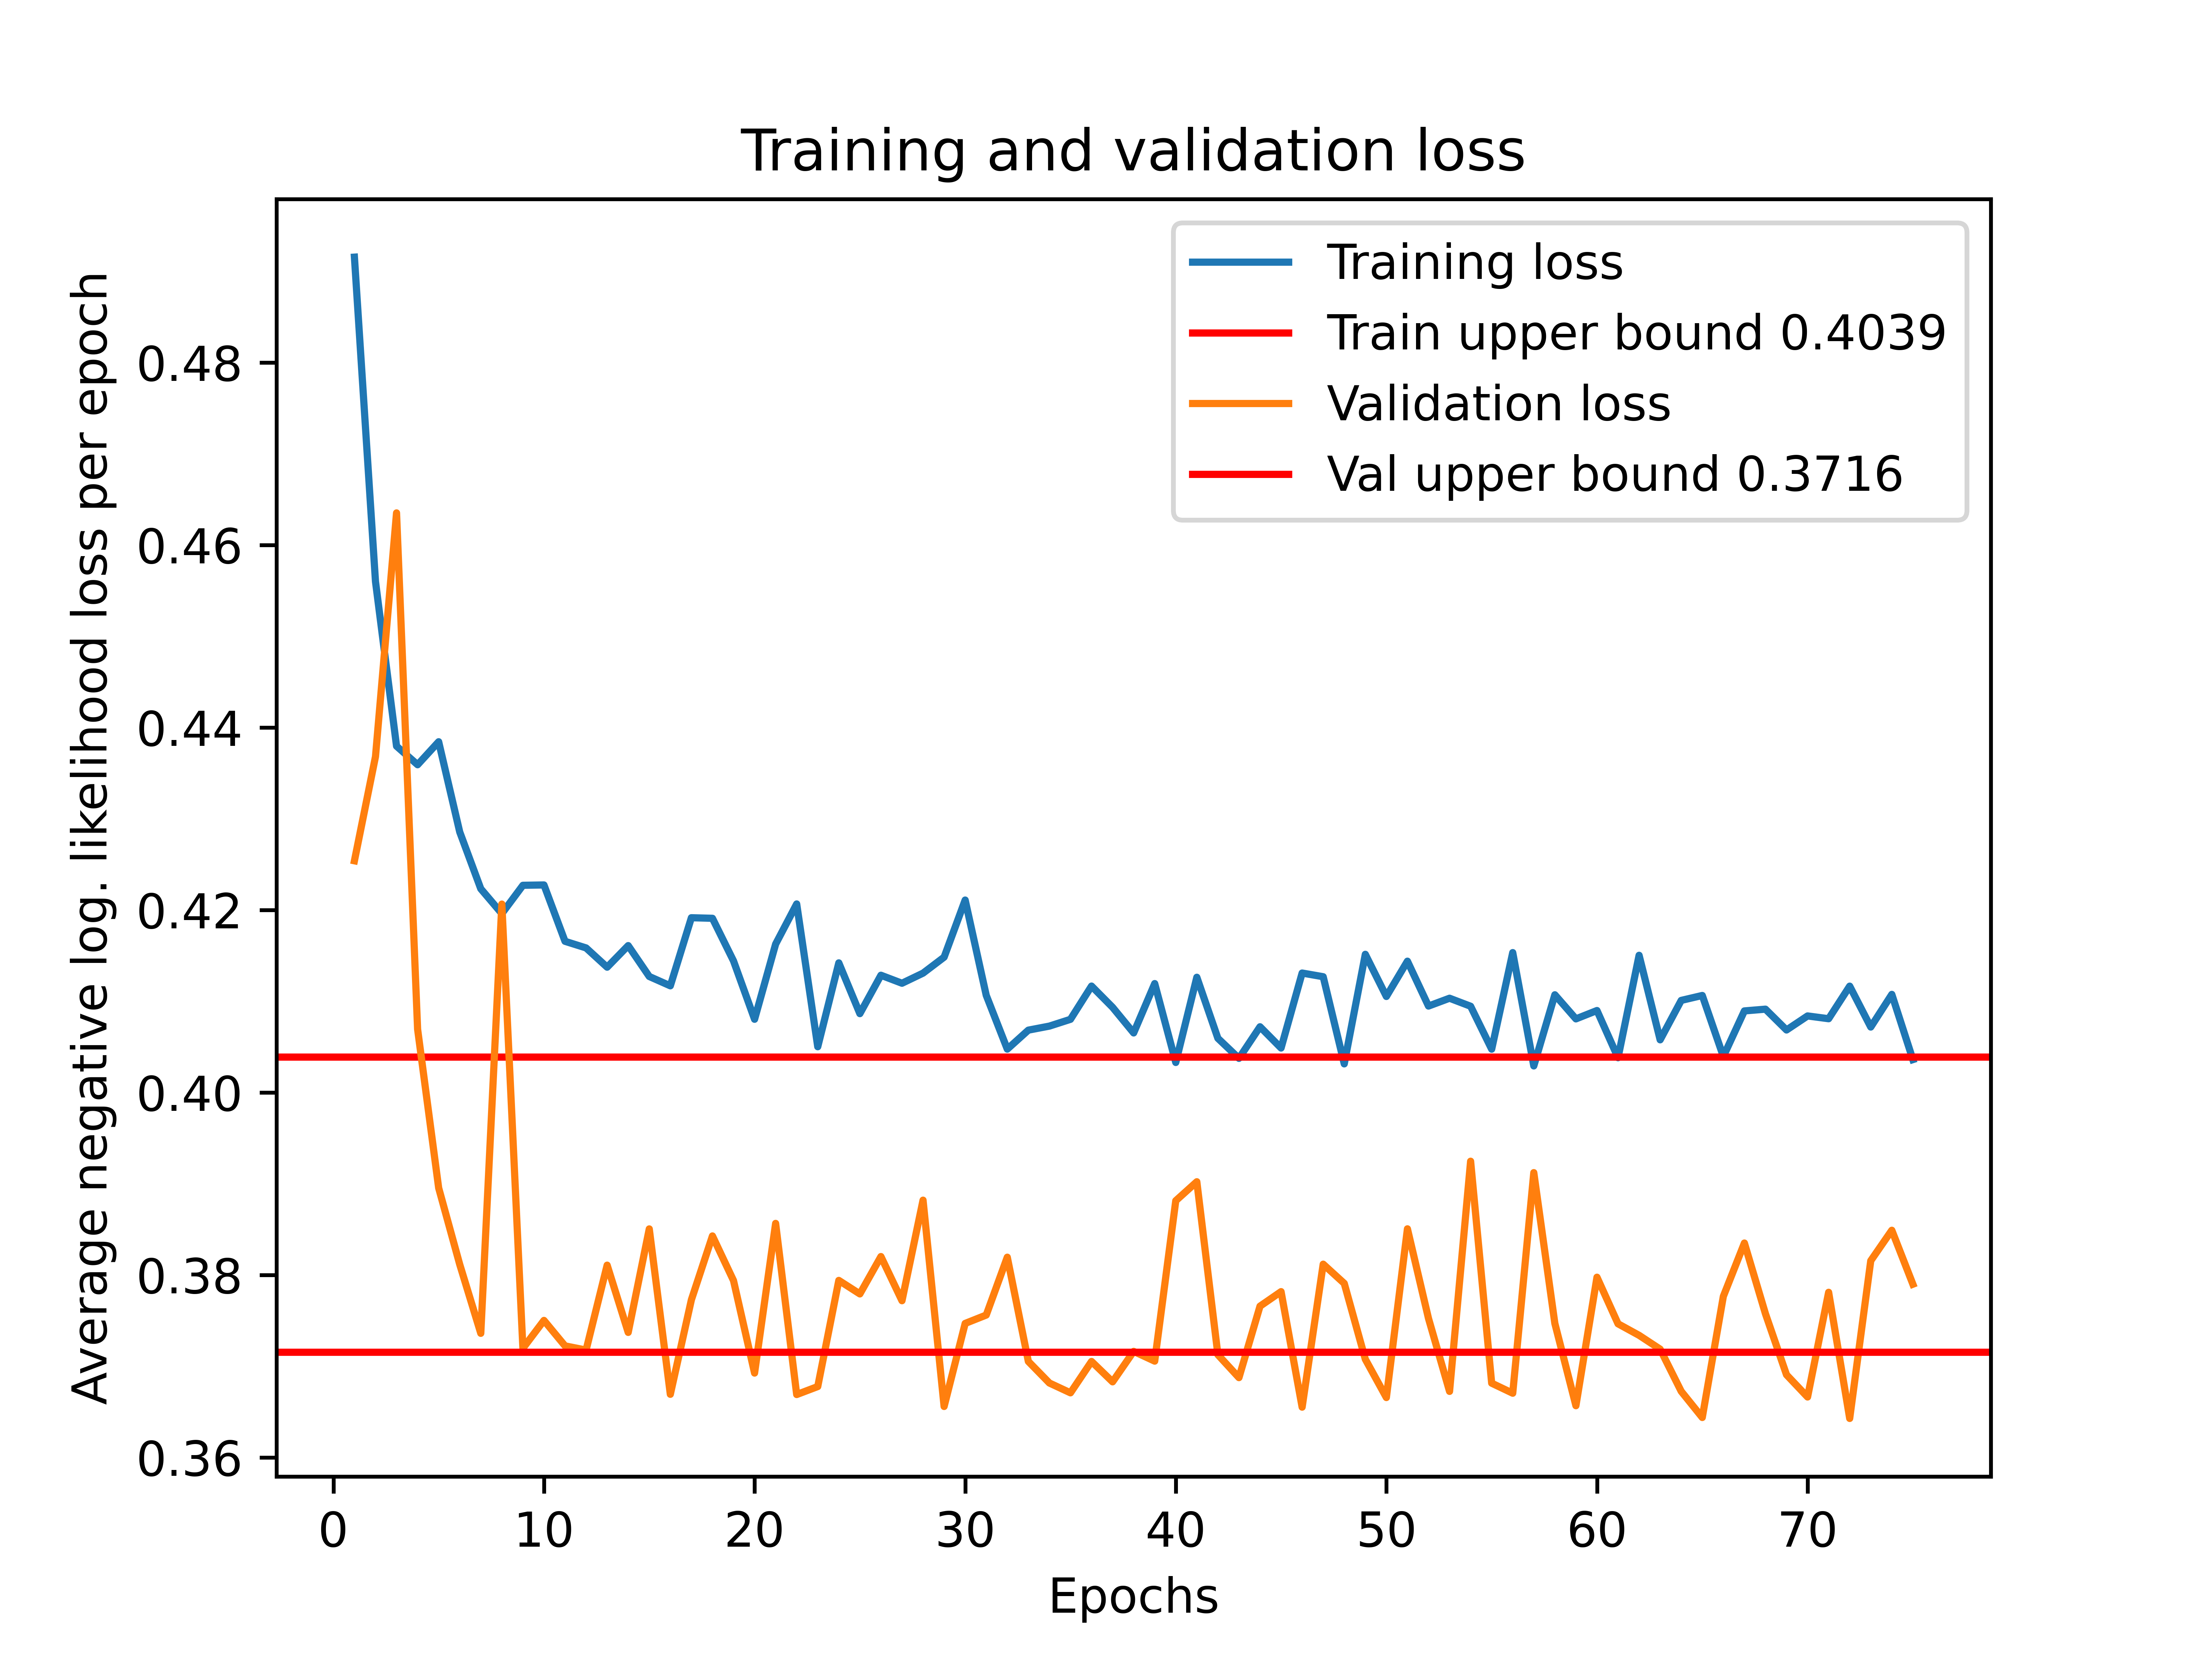 Training and validation loss
Average negative log. likelihood loss per epoch
0.48
0.46
0.44
0.42
0.40
0.38
0.36
Training loss
Train upper bound 0.4039
Validation loss
Val upper bound 0.3716
0 10 20 30 40 50 60 70
Epochs